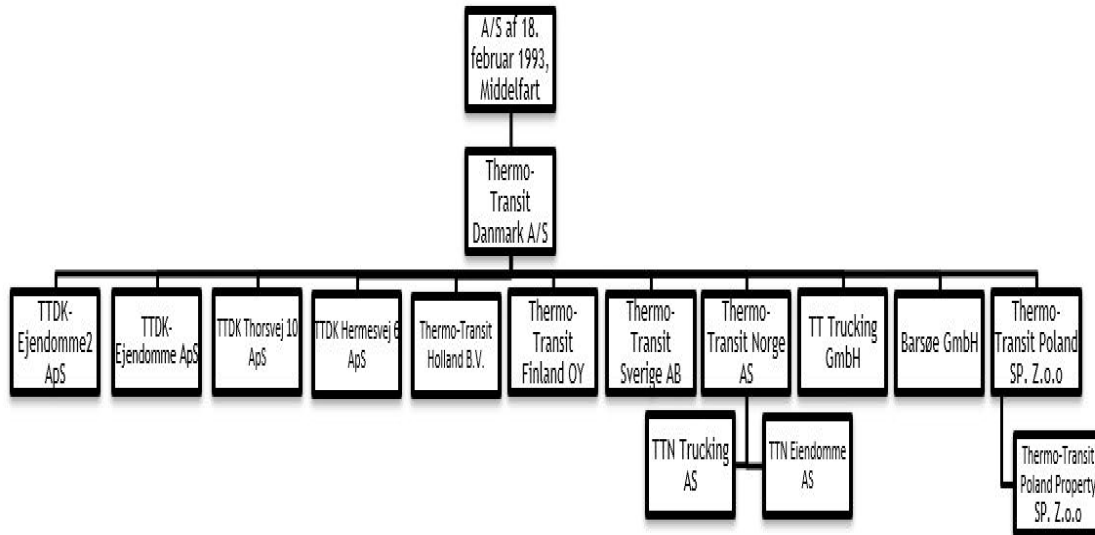 A/S af 18.
februar 1993,
Middelfart
Thermo-
Transit
Danmark A/S
TTDK-
Ejendomme2
ApS
TTDK-
Ejendomme ApS
TTDK Thorsvej 10
ApS
TTDK Hermesvej 6
ApS
Thermo-Transit
Holland B.V.
Thermo-
Transit
Finland OY
Thermo-
Transit
Sverige AB
Thermo-
Transit Norge
AS
TT Trucking
GmbH
Barsøe GmbH
Thermo-
Transit Poland
SP. Z.o.o
TTN Trucking
AS
TTN Eiendomme
AS
Thermo-Transit
Poland Property
SP. Z.o.o